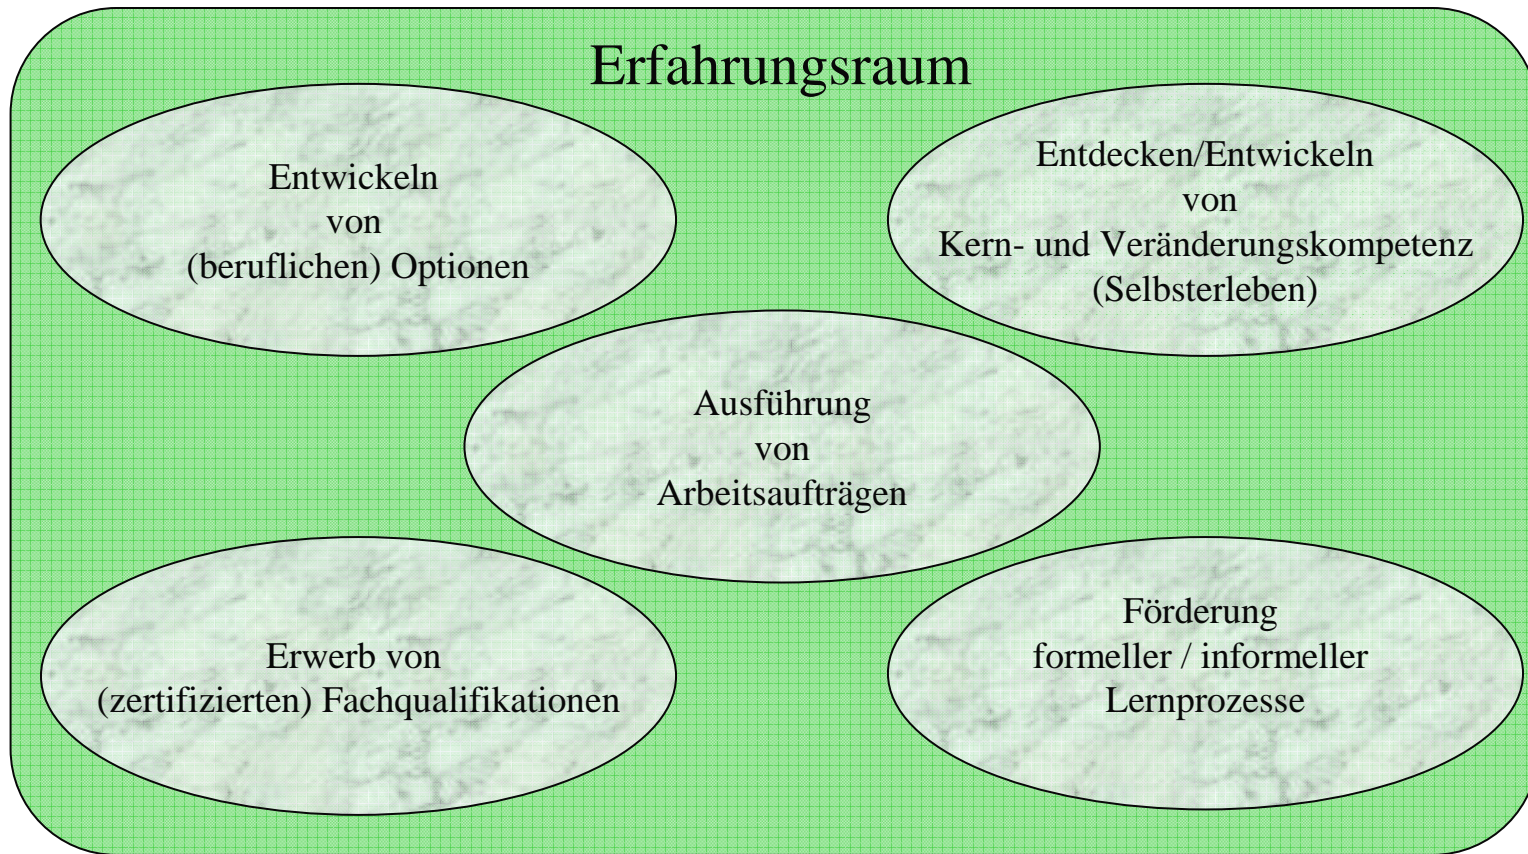 Erfahrungsraum
Entwickeln
von
(beruflichen) Optionen
Entdecken/Entwickeln
von
Kern- und Veränderungskompetenz
(Selbsterleben)
Ausführung
von
Arbeitsaufträgen
Erwerb von
(zertifizierten) Fachqualifikationen
Förderung
formeller / informeller
Lernprozesse